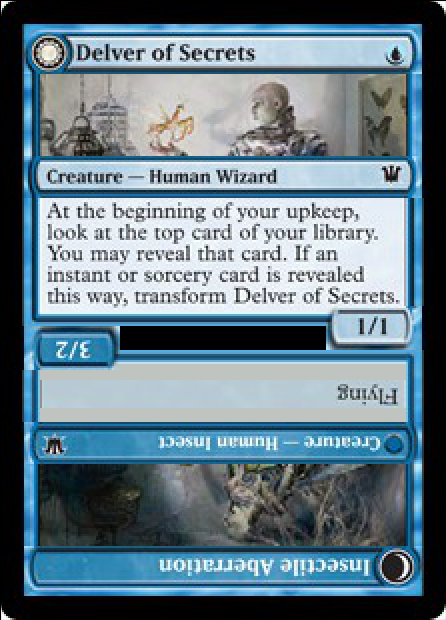 Delver of Secrets
Creature — Human Wizard
At the beginning of your upkeep,
look at the top card of your library.
You may reveal that card. If an
instant or sorcery card is revealed
this way, transform Delver of Secrets.
1/1
Insectile Aberration
Creature — Human Insect
Flying
3/2